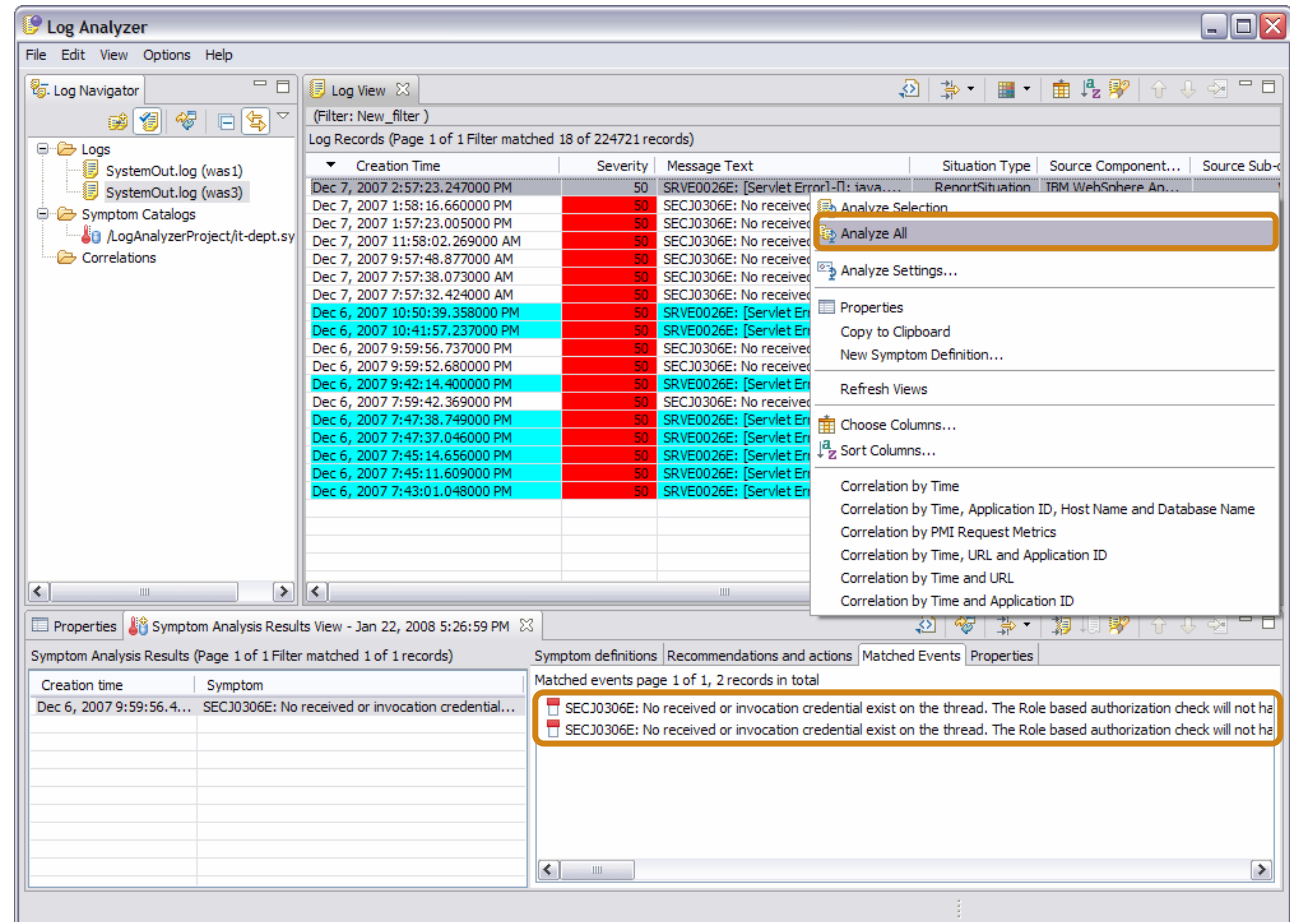 Log Analyzer
File Edit View Options Help
Log Navigator
Logs
SystemOut.log (was1)
SystemOut.log (was3)
Symptom Catalogs
/LogAnalyzerProject/it-dept.sy
Correlations
Log View
(Filter: New_filter )
Log Records (Page 1 of 1 Filter matched 18 of 224721 records)
Creation Time Severity Message Text Situation Type Source Component... Source Sub-c
Dec 7, 2007 2:57:23.247000 PM 50 SRVE0026E: [Servlet Error]-[]: java.... ReportSituation IBM WebSphere Ap...
Dec 7, 2007 1:58:16.660000 PM 50 SECJ0306E: No received
Dec 7, 2007 1:57:23.005000 PM 50 SECJ0306E: No received
Dec 7, 2007 11:58:02.269000 AM 50 SECJ0306E: No received
Dec 7, 2007 9:57:48.877000 AM 50 SECJ0306E: No received
Dec 7, 2007 7:57:38.073000 AM 50 SECJ0306E: No received
Dec 7, 2007 7:57:32.424000 AM 50 SECJ0306E: No received
Dec 6, 2007 10:50:39.358000 PM 50 SRVE0026E: [Servlet Er
Dec 6, 2007 10:41:57.237000 PM 50 SRVE0026E: [Servlet Er
Dec 6, 2007 9:59:56.737000 PM 50 SECJ0306E: No received
Dec 6, 2007 9:59:52.680000 PM 50 SECJ0306E: No received
Dec 6, 2007 9:42:14.400000 PM 50 SRVE0026E: [Servlet Er
Dec 6, 2007 7:59:42.369000 PM 50 SECJ0306E: No received
Dec 6, 2007 7:47:38.749000 PM 50 SRVE0026E: [Servlet Er
Dec 6, 2007 7:47:37.046000 PM 50 SRVE0026E: [Servlet Er
Dec 6, 2007 7:45:14.656000 PM 50 SRVE0026E: [Servlet Er
Dec 6, 2007 7:45:11.609000 PM 50 SRVE0026E: [Servlet Er
Dec 6, 2007 7:43:01.048000 PM 50 SRVE0026E: [Servlet Er
Analyze Selection
Analyze All
Analyze Settings...
Properties
Copy to Clipboard
New Symptom Definition...
Refresh Views
Choose Columns...
Sort Columns...
Correlation by Time
Correlation by Time, Application ID, Host Name and Database Name
Correlation by PMI Request Metrics
Correlation by Time, URL and Application ID
Correlation by Time and URL
Correlation by Time and Application ID
Properties Symptom Analysis Results View - Jan 22, 2008 5:26:59 PM
Symptom Analysis Results (Page 1 of 1 Filter matched 1 of 1 records)
Creation time Symptom
Dec 6, 2007 9:59:56.4... SECJ0306E: No received or invocation credential...
Symptom definitions Recommendations and actions Matched Events Properties
Matched events page 1 of 1, 2 records in total
SECJ0306E: No received or invocation credential exist on the thread. The Role based authorization check will not ha
SECJ0306E: No received or invocation credential exist on the thread. The Role based authorization check will not ha